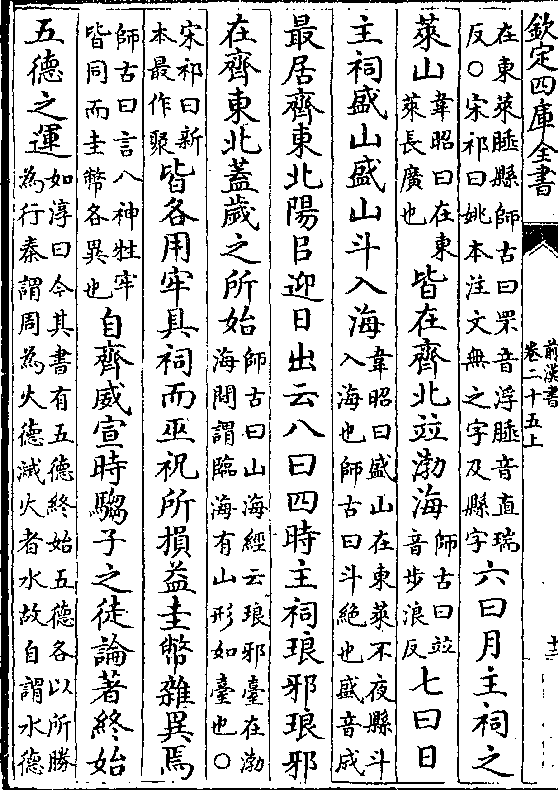 欽定四庫全書
前漢書
卷二十五上
在東萊腄縣師古曰罘音浮腄音直瑞反〇宋祁曰姚本注文無之字及縣字六曰月主祠之
萊山韋昭曰在東萊長廣也皆在齊北竝渤海師古曰竝音步浪反七曰日
主祠盛山盛山斗入海韋昭曰盛山在東萊不夜縣斗入海也師古曰斗絶也盛音成
最居齊東北陽㠯迎日出云八曰四時主祠琅邪琅邪
在齊東北蓋歲之所始師古曰山海經云琅邪臺在渤海間謂臨海有山形如臺也〇
宋祁曰新本最作聚皆各用牢具祠而巫祝所損益圭幣雜異焉
師古曰言八神牲牢皆同而圭幣各異也自齊威宣時騶子之徒論著終始
五德之運如淳曰今其書有五德終始五德各以所勝為行秦謂周為火德滅火者水故自謂水德